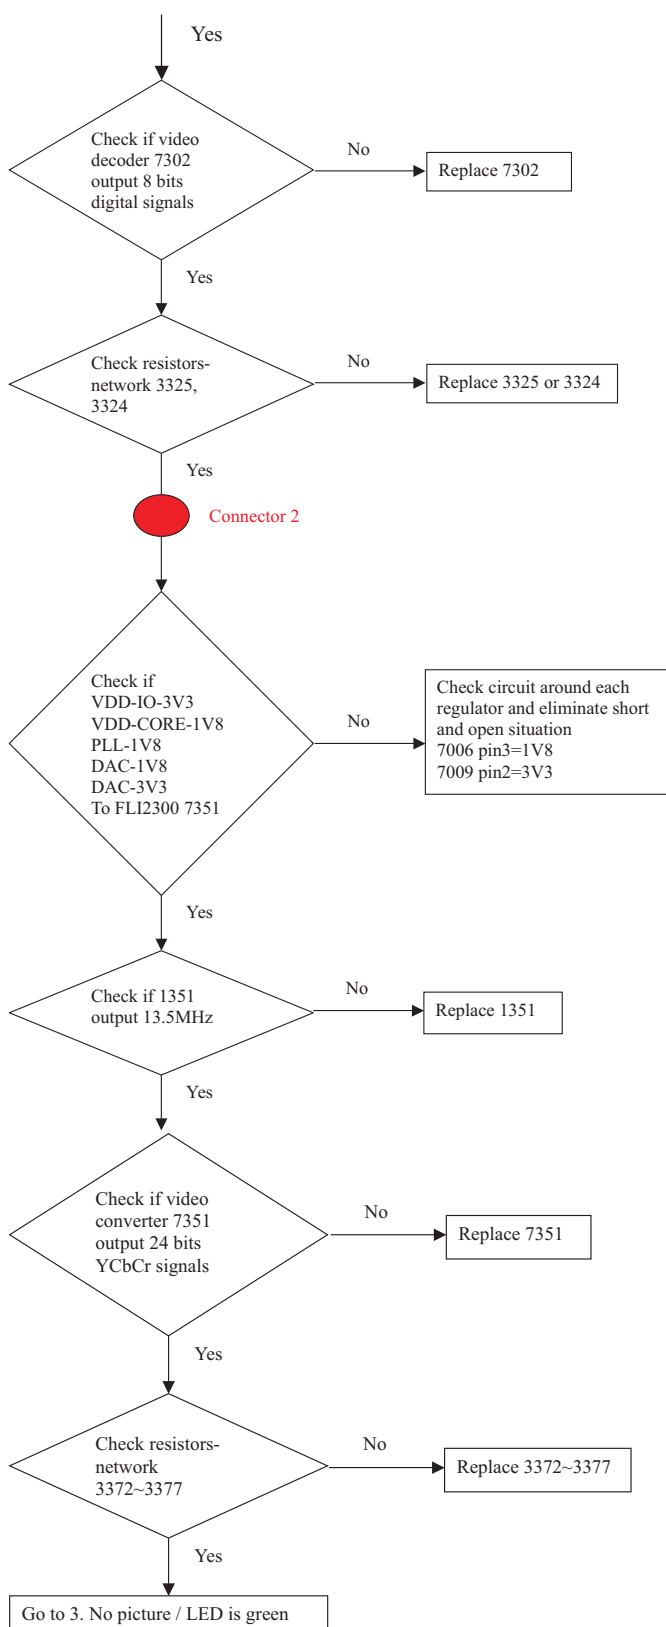 Yes
Check if video
decoder 7302
output 8 bits
digital signals
No
Replace 7302
Yes
Check resistors-
network 3325,
3324
No
Replace 3325 or 3324
Yes
Connector 2
Check if
VDD-IO-3V3
VDD-CORE-1V8
PLL-1V8
DAC-1V8
DAC-3V3
To FLI2300 7351
No
Check circuit around each
regulator and eliminate short
and open situation
7006 pin3=1V8
7009 pin2=3V3
Yes
Check if 1351
output 13.5MHz
No
Replace 1351
Yes
Check if video
converter 7351
output 24 bits
YCbCr signals
No
Replace 7351
Yes
Check resistors-
network
3372~3377
No
Replace 3372~3377
Yes
Go to 3. No picture / LED is green